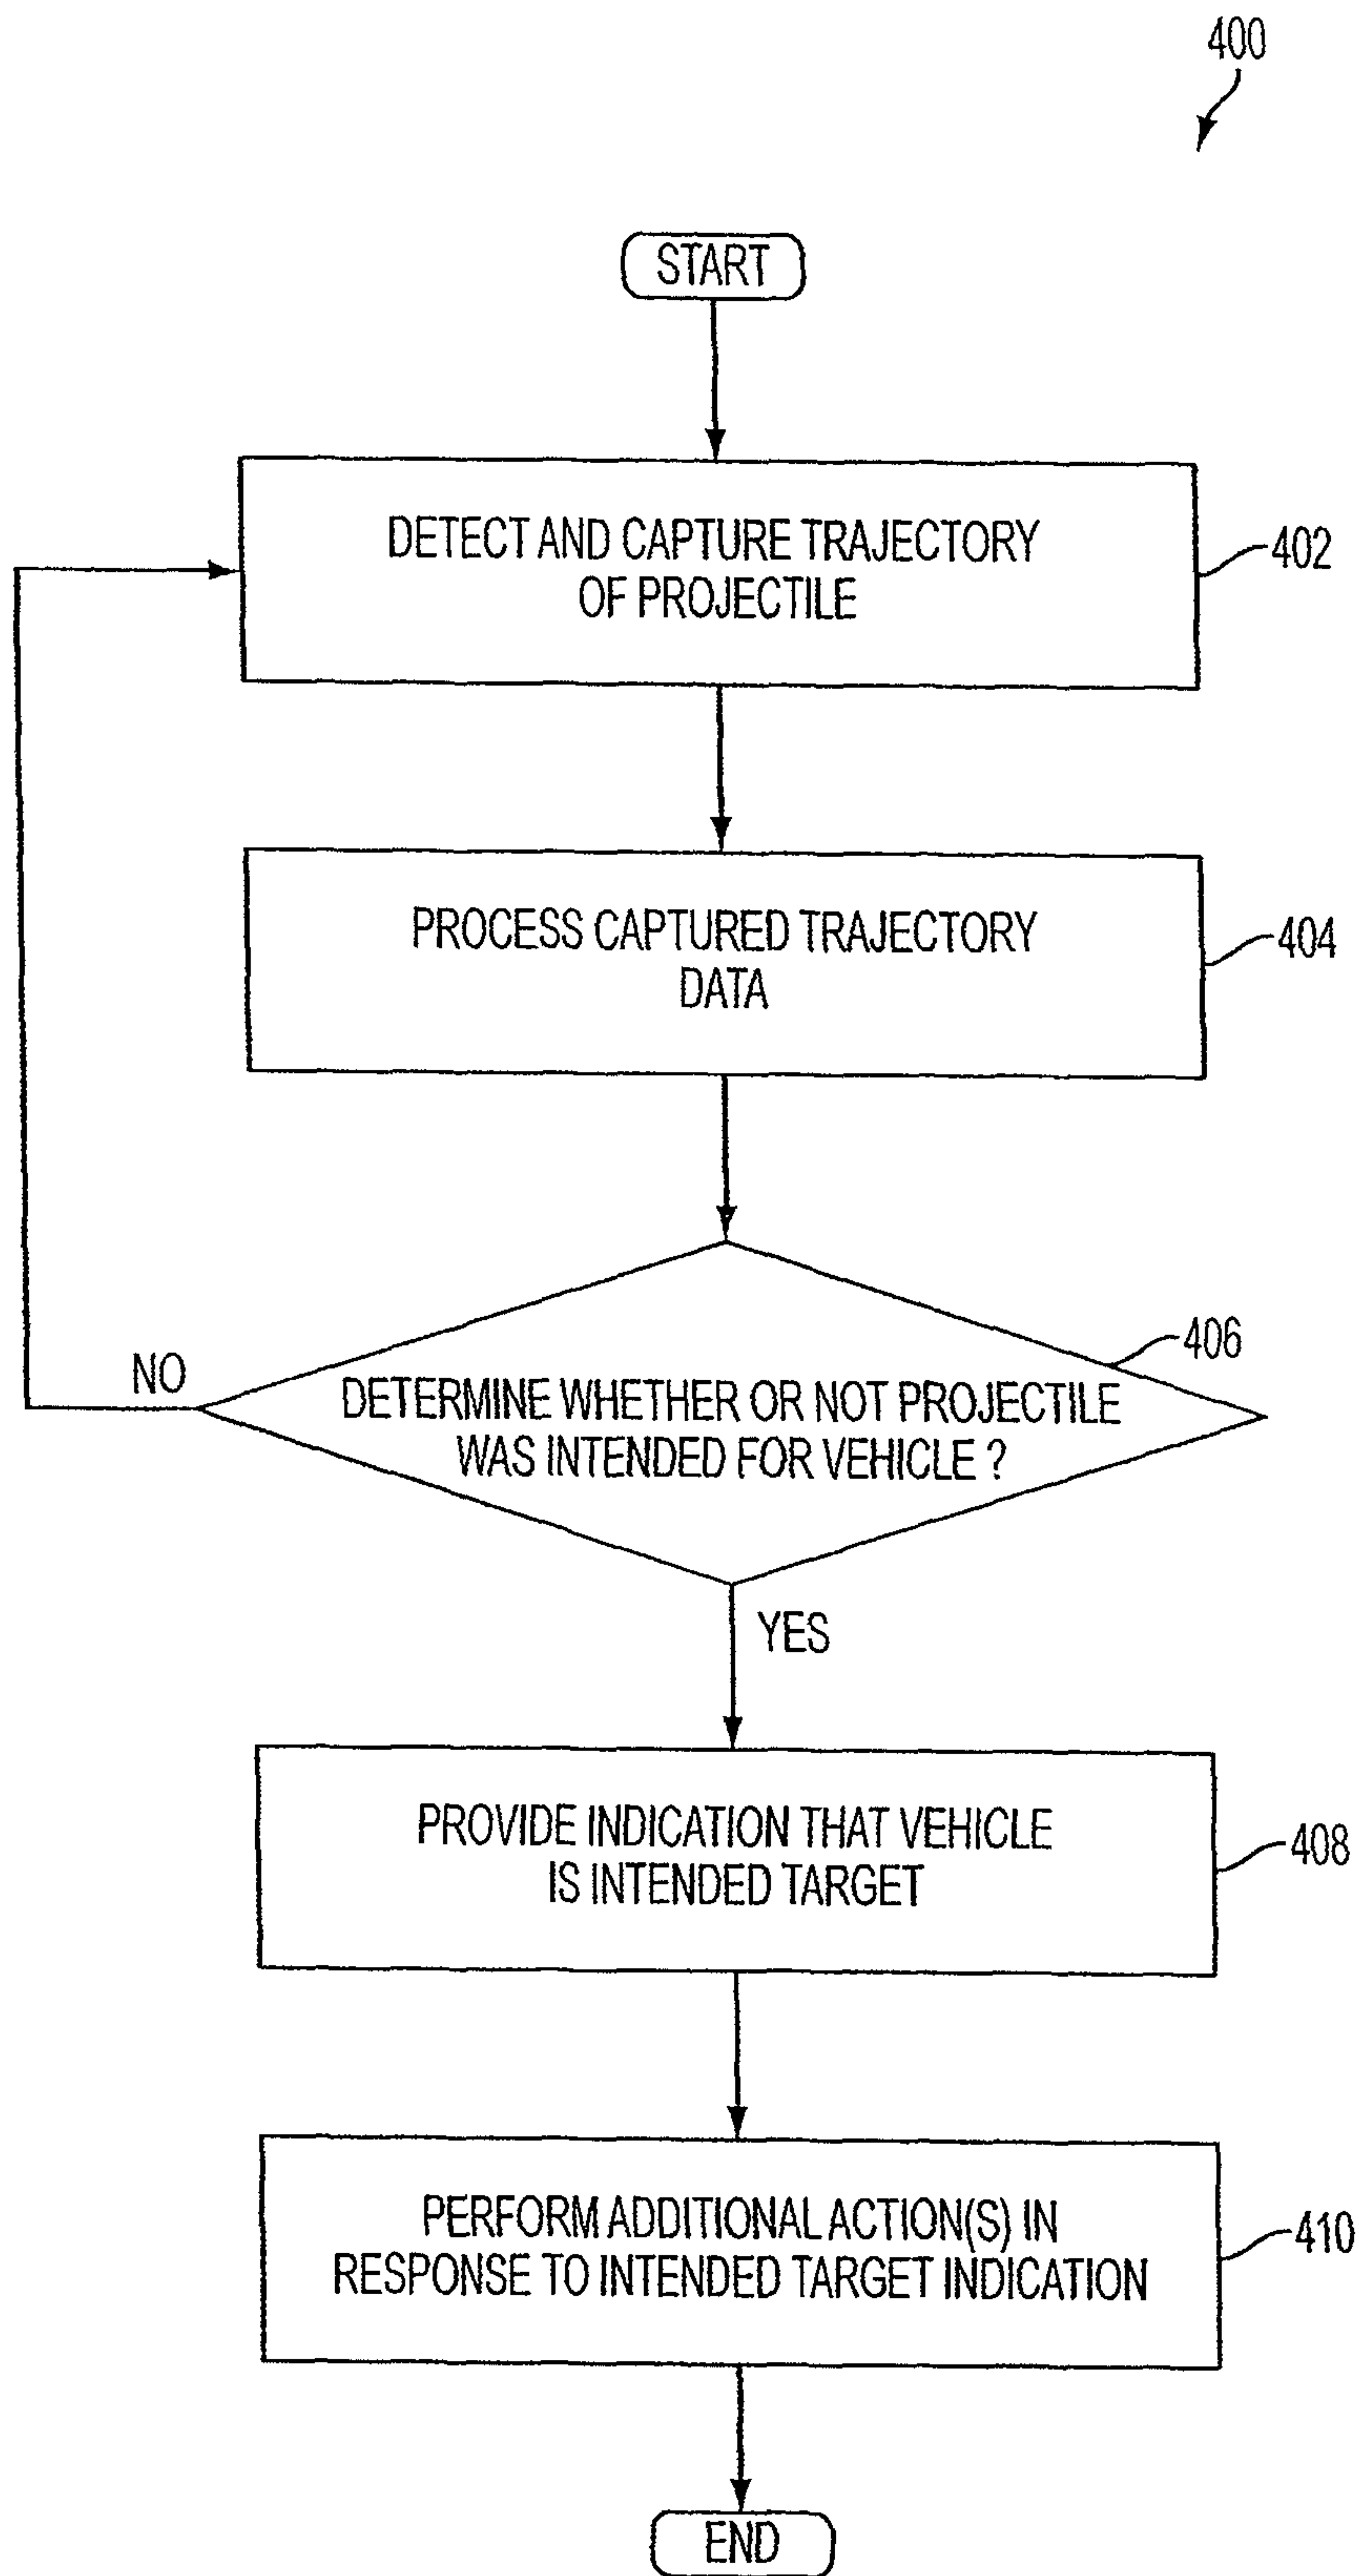 400
START
DETECT AND CAPTURE TRAJECTORY
OF PROJECTILE
402
PROCESS CAPTURED TRAJECTORY
DATA
404
406
NO
DETERMINE WHETHER OR NOT PROJECTILE
WAS INTENDED FOR VEHICLE ?
YES
PROVIDE INDICATION THAT VEHICLE
IS INTENDED TARGET
408
PERFORM ADDITIONAL ACTION(S) IN
RESPONSE TO INTENDED TARGET INDICATION
410
END